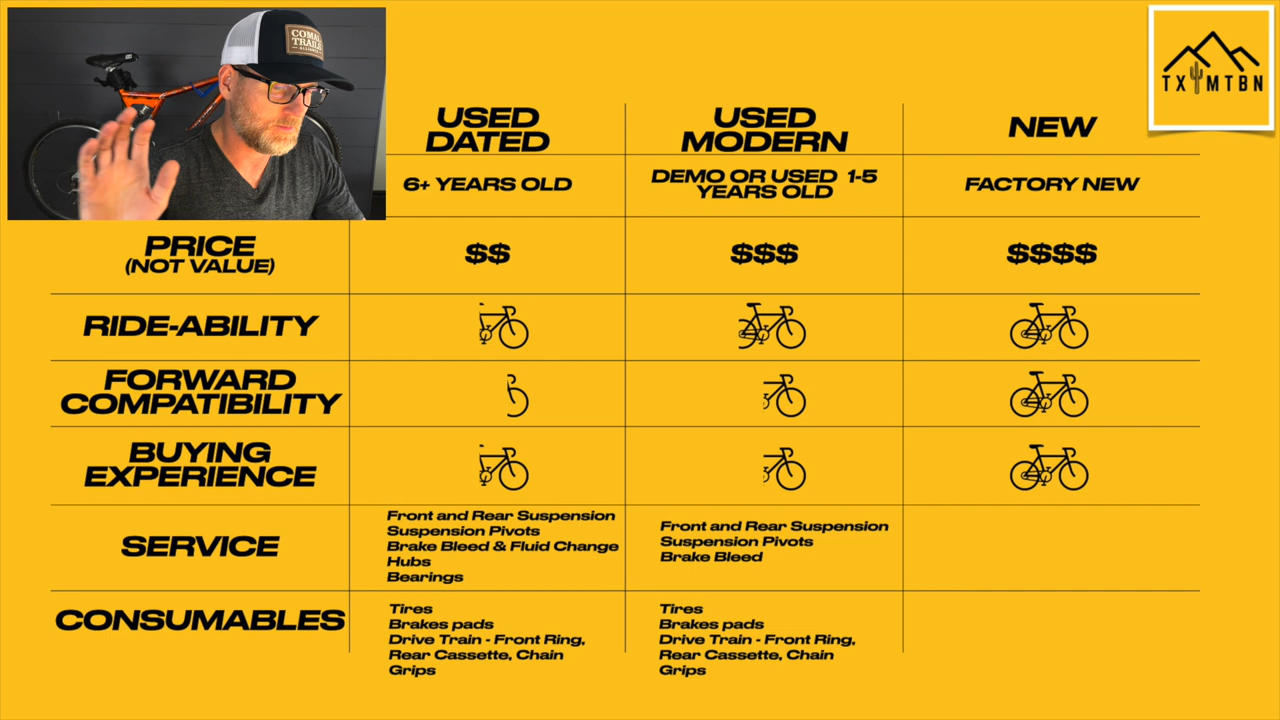 COMAL
TRAILS
ALLIANCE
TX MTBN
USED
DATED
USED
MODERN
NEW
6+ YEARS OLD
DEMO OR USED 1-5
YEARS OLD
FACTORY NEW
PRICE
(NOT VALUE)
$$
$$$
$$$$
RIDE-ABILITY
FORWARD
COMPATIBILITY
BUYING
EXPERIENCE
SERVICE
Front and Rear Suspension
Suspension Pivots
Brake Bleed & Fluid Change
Hubs
Bearings
Front and Rear Suspension
Suspension Pivots
Brake Bleed
CONSUMABLES
Tires
Brakes pads
Drive Train - Front Ring,
Rear Cassette, Chain
Grips
Tires
Brakes pads
Drive Train - Front Ring,
Rear Cassette, Chain
Grips